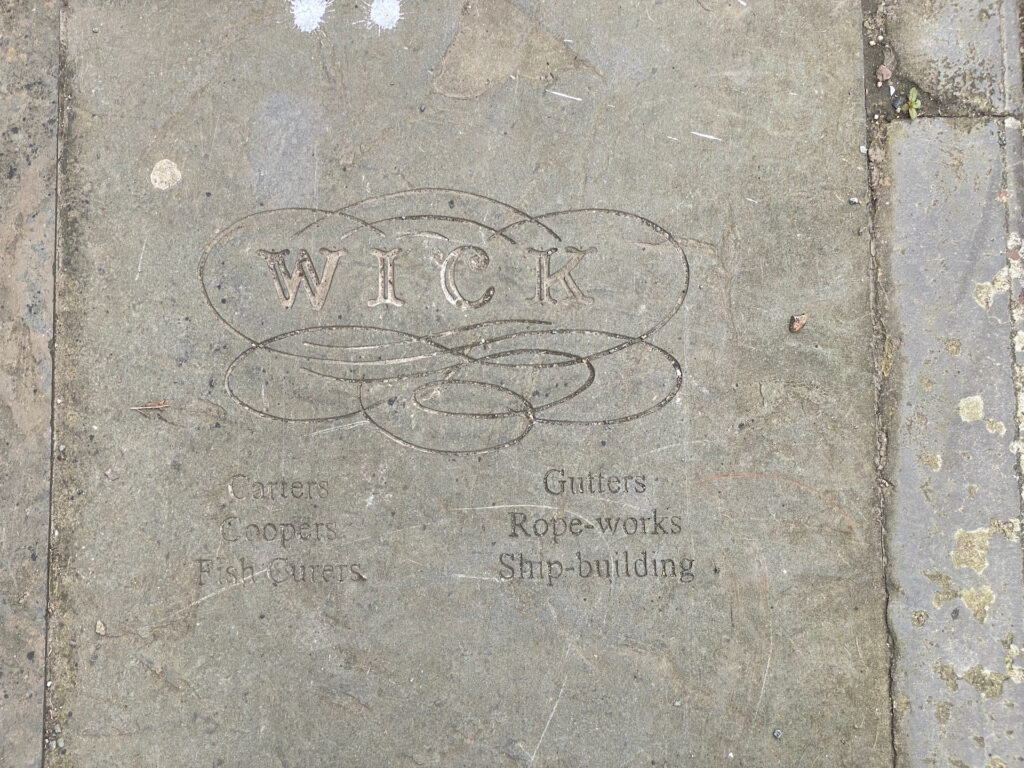 WICK
Carters
Coopers
Fish Curers
Gutters
Rope-works
Ship-building